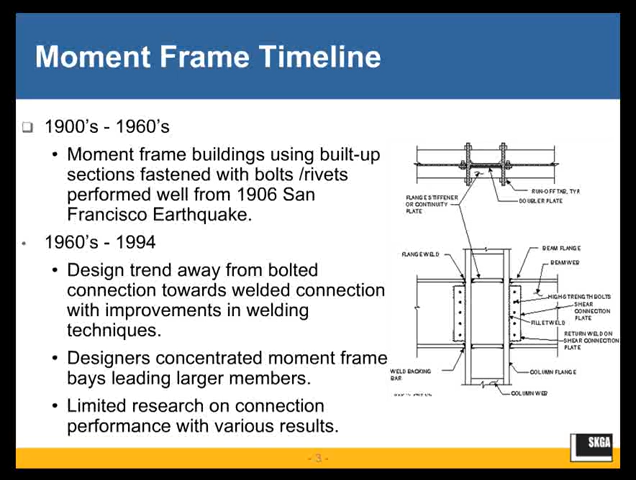 Moment Frame Timeline
1900's - 1960's
• Moment frame buildings using built-up
sections fastened with bolts /rivets
performed well from 1906 San
Francisco Earthquake.
• 1960's - 1994
• Design trend away from bolted
connection towards welded connection
with improvements in welding
techniques.
• Designers concentrated moment frame
bays leading larger members.
• Limited research on connection
performance with various results.
RUN-OFF TAB, TYP.
DOUBLER PLATE
FLANGE STIFFENER
OR CONTINUITY
PLATE
FLANGE WELD
BEAM FLANGE
BEAM WEB
HIGH-STRENGTH BOLTS
SHEAR
CONNECTION
PLATE
FILLET WELD
RETURN WELD ON
SHEAR CONNECTION
PLATE
WELD BACKING
BAR
COLUMN FLANGE
COLUMN WEB
- 3 -
SKGA